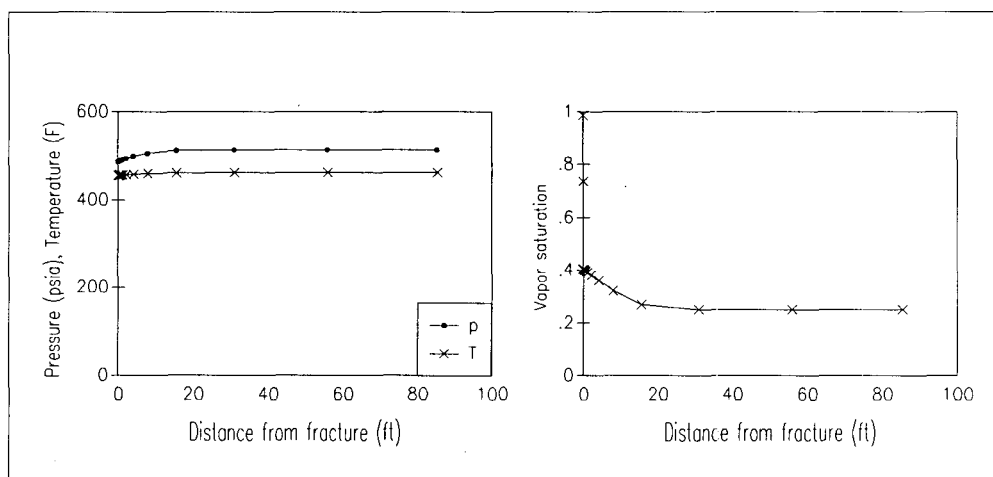 Pressure (psia), Temperature (F)
600
400
200
0
p
T
0 20 40 60 80 100
Distance from fracture (ft)
Vapor saturation
1
.8
.6
.4
.2
0
0 20 40 60 80 100
Distance from fracture (ft)